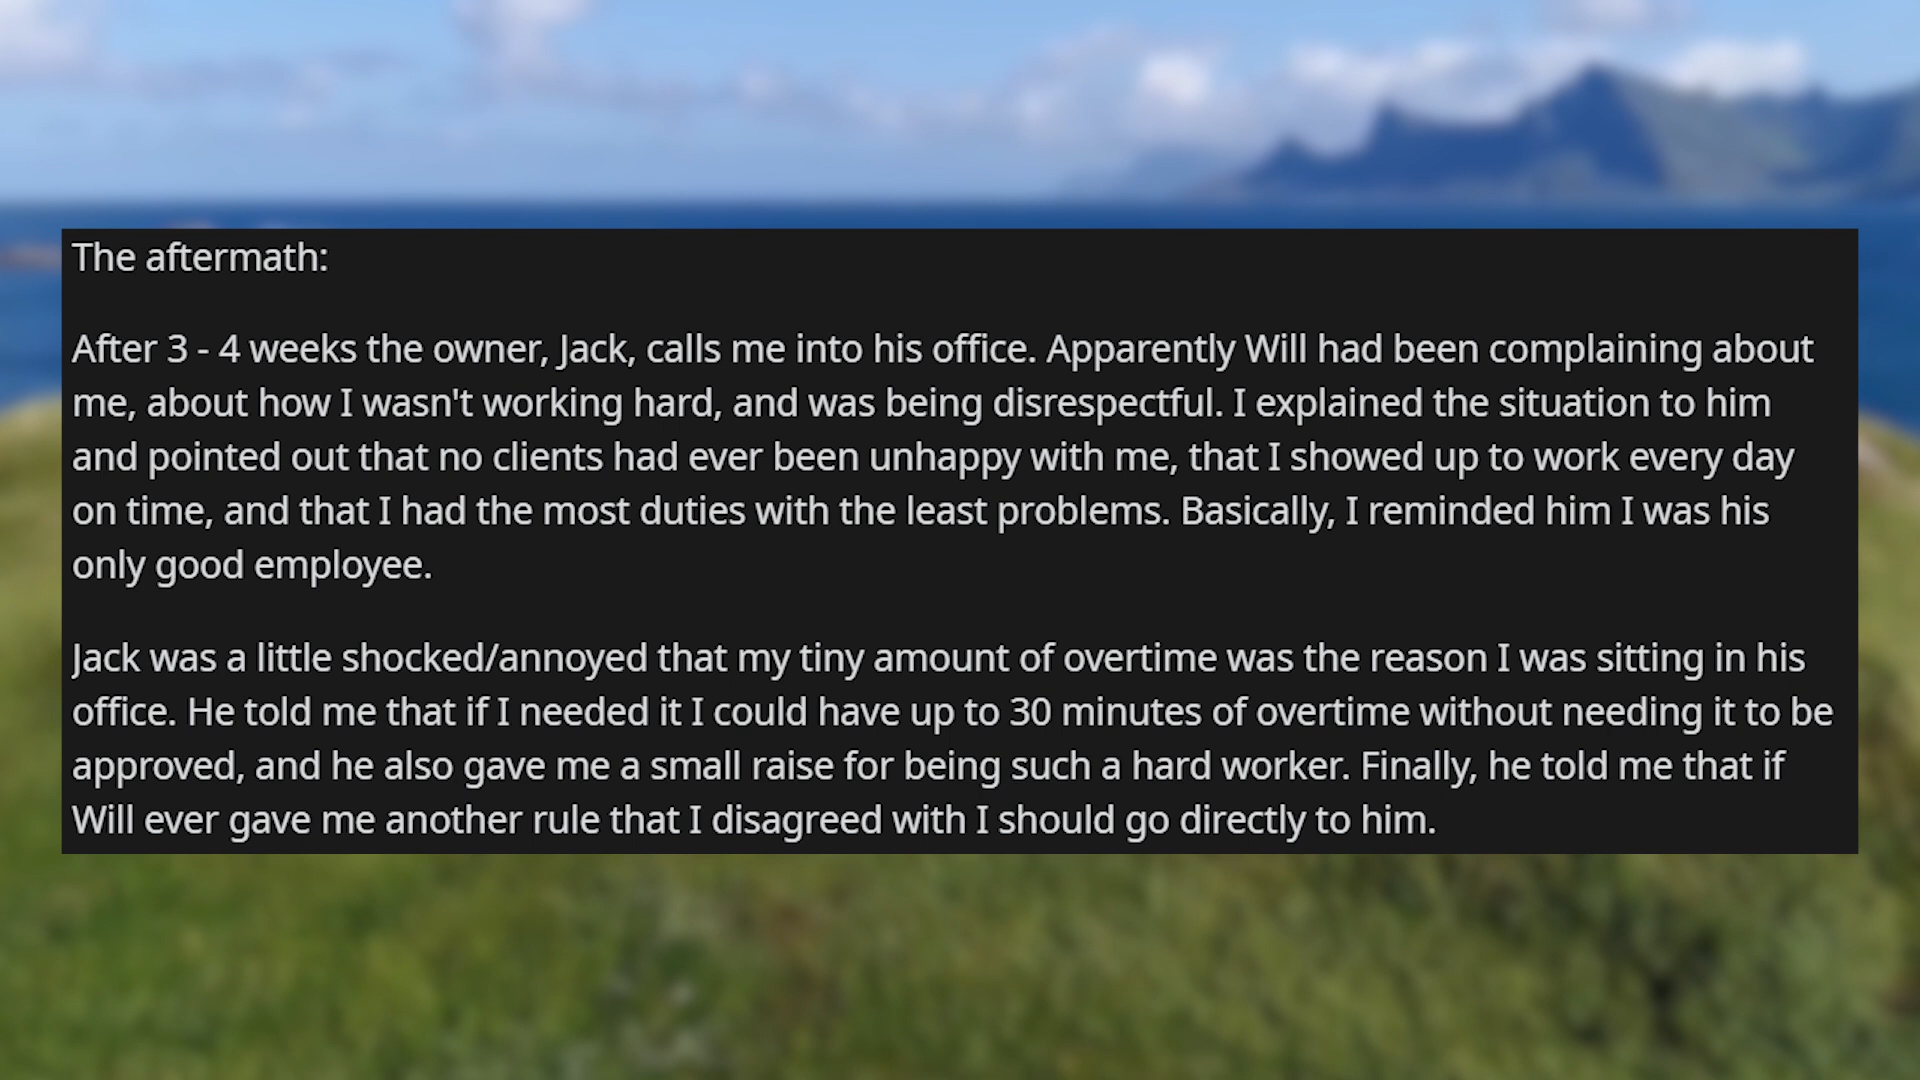 The aftermath:
After 3 - 4 weeks the owner, Jack, calls me into his office. Apparently Will had been complaining about
me, about how I wasn't working hard, and was being disrespectful. I explained the situation to him
and pointed out that no clients had ever been unhappy with me, that I showed up to work every day
on time, and that I had the most duties with the least problems. Basically, I reminded him I was his
only good employee.
Jack was a little shocked/annoyed that my tiny amount of overtime was the reason I was sitting in his
office. He told me that if I needed it I could have up to 30 minutes of overtime without needing it to be
approved, and he also gave me a small raise for being such a hard worker. Finally, he told me that if
Will ever gave me another rule that I disagreed with I should go directly to him.